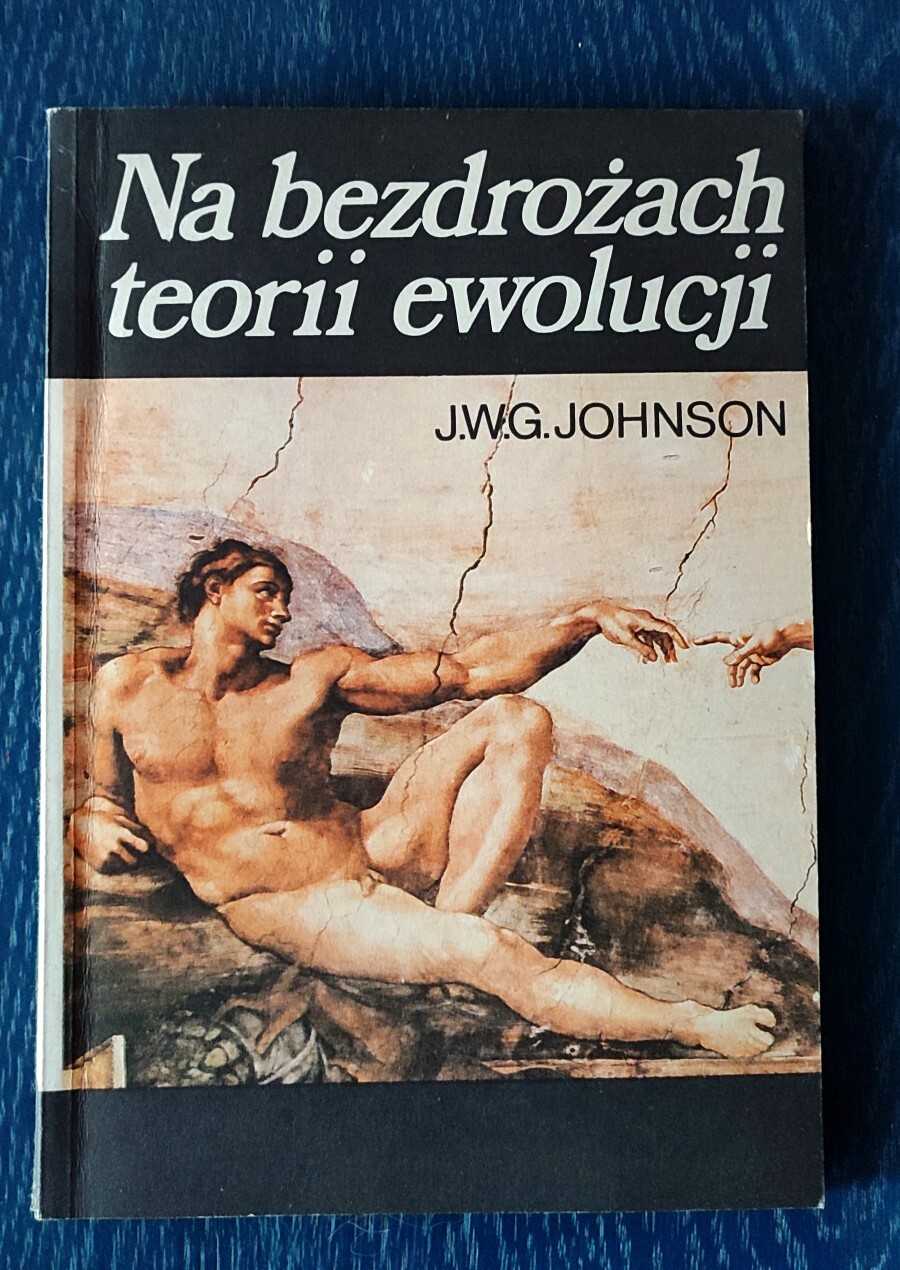 Na bezdrożach
teorii ewolucji
J.W.G. JOHNSON